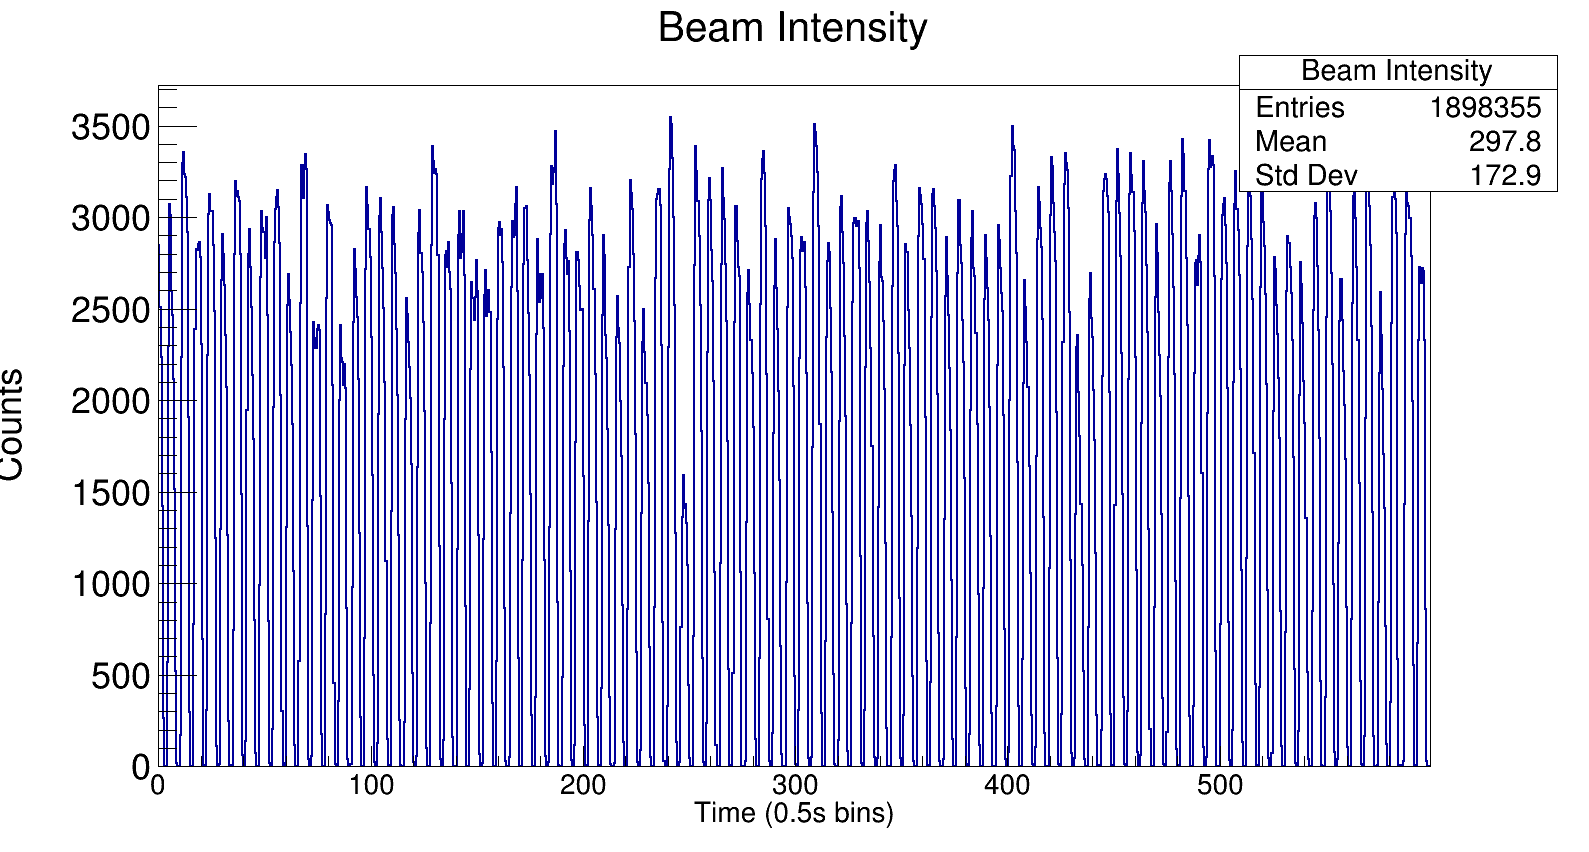 Beam Intensity
Beam Intensity
Entries 1898355
Mean 297.8
Std Dev 172.9
3500
3000
2500
2000
1500
1000
500
0
Counts
0 100 200 300 400 500
Time (0.5s bins)